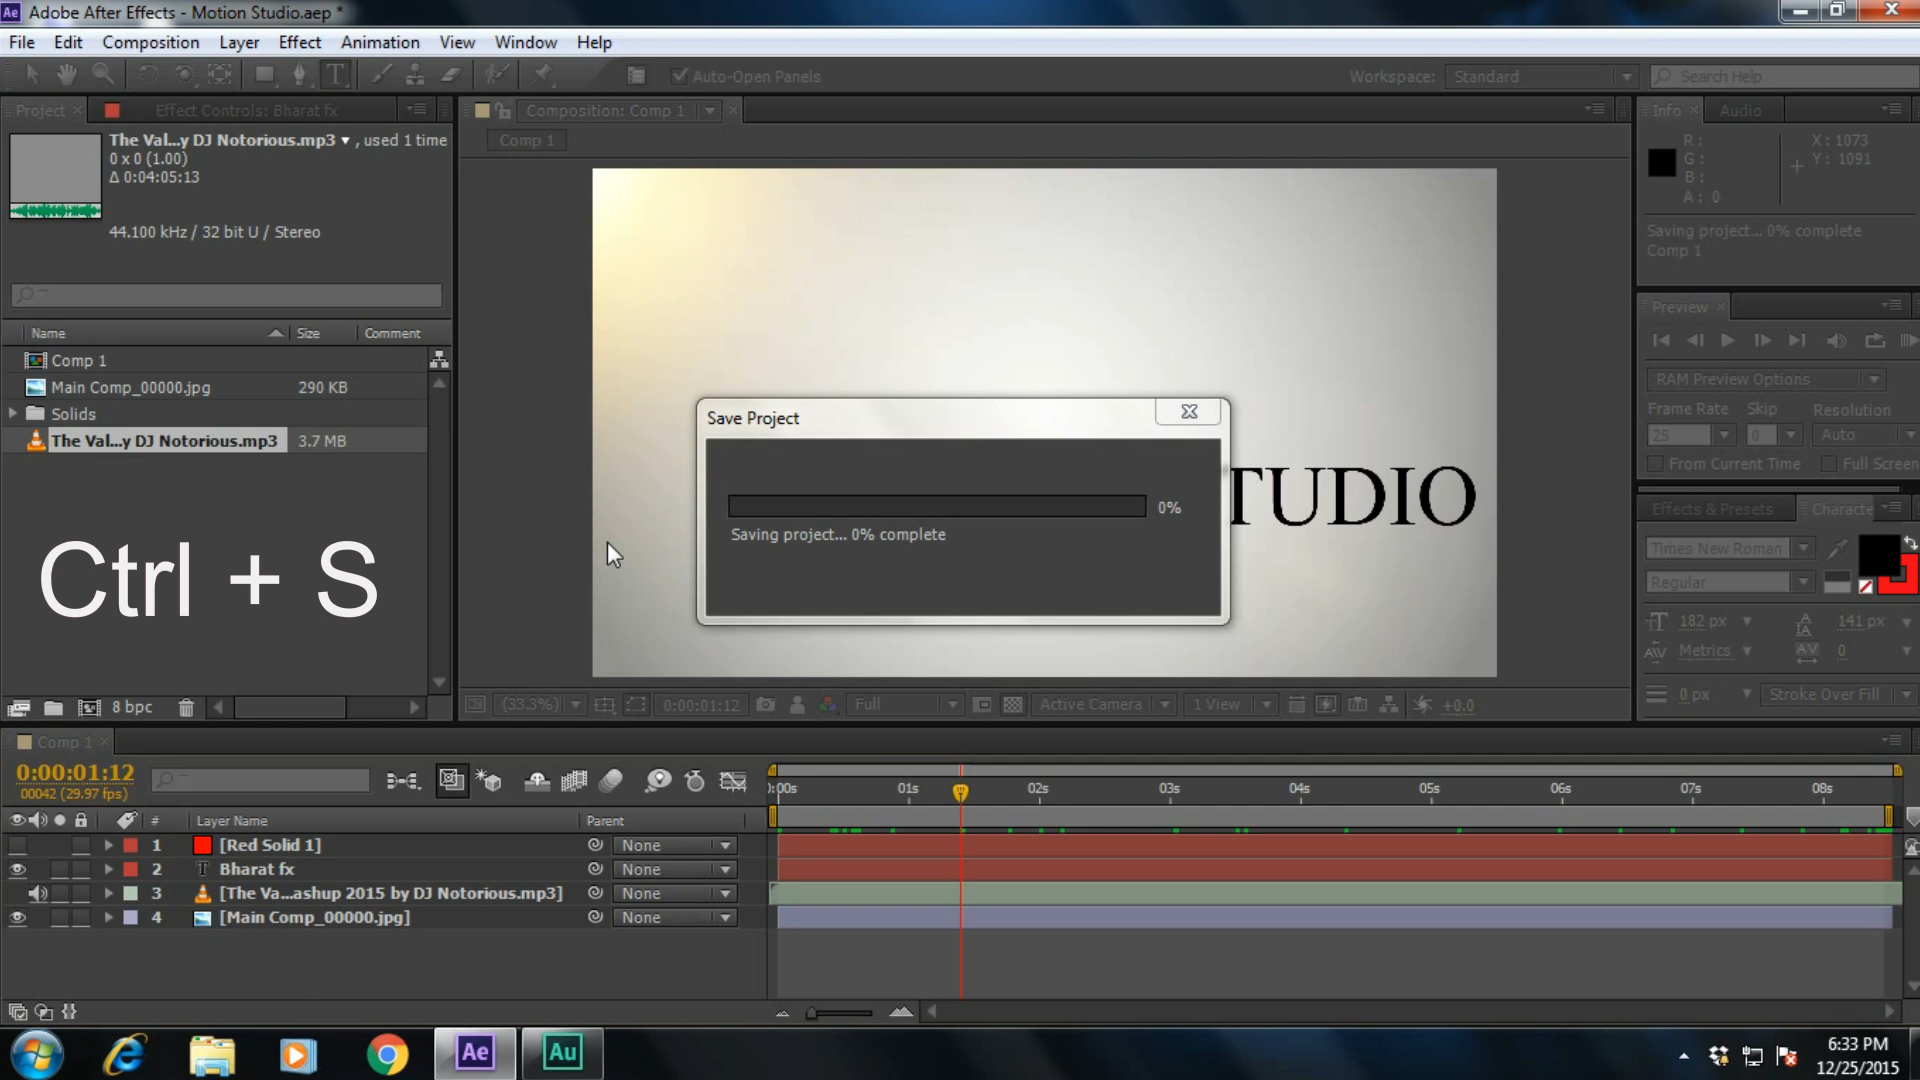 Adobe After Effects - Motion Studio.aep *
File Edit Composition Layer Effect Animation View Window Help
Auto-Open Panels
Workspace: Standard
Search Help
Project
Effect Controls: Bharat fx
The Val...y DJ Notorious.mp3 , used 1 time
0 x 0 (1.00)
Δ 0:04:05:13
44.100 kHz / 32 bit U / Stereo
Name Size Comment
Comp 1
Main Comp_00000.jpg 290 KB
Solids
The Val...y DJ Notorious.mp3 3.7 MB
Ctrl + S
8 bpc
Composition: Comp 1
Comp 1
TUDIO
Save Project
0%
Saving project... 0% complete
(33.3%) 0:00:01:12 Full Active Camera 1 View +0.0
Info Audio
R : X : 1073
G : Y : 1091
B :
A : 0
Saving project... 0% complete
Comp 1
Preview
RAM Preview Options
Frame Rate Skip Resolution
25 0 Auto
From Current Time Full Screen
Effects & Presets Characte
Times New Roman
Regular
182 px 141 px
Metrics 0
0 px Stroke Over Fill
Comp 1
0:00:01:12
00042 (29.97 fps)
# Layer Name Parent
1 [Red Solid 1] None
2 Bharat fx None
3 [The Va...ashup 2015 by DJ Notorious.mp3] None
4 [Main Comp_00000.jpg] None
):00s 01s 02s 03s 04s 05s 06s 07s 08s
Ae Au
6:33 PM
12/25/2015